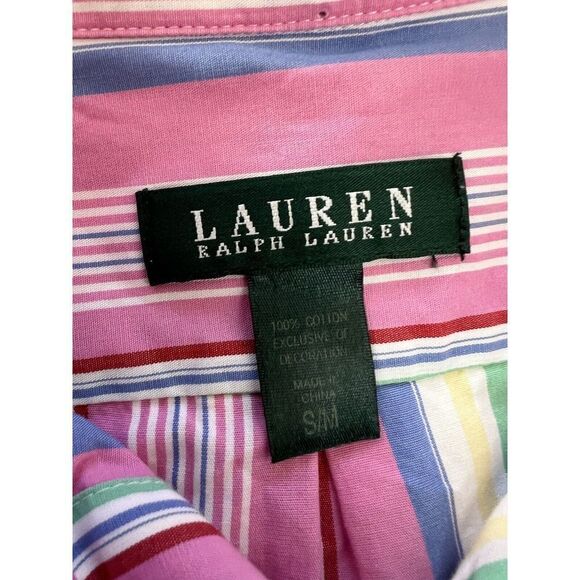 LAUREN
RALPH LAUREN
100% COTTON
EXCLUSIVE OF
DECORATION
MADE IN
CHINA
S/M